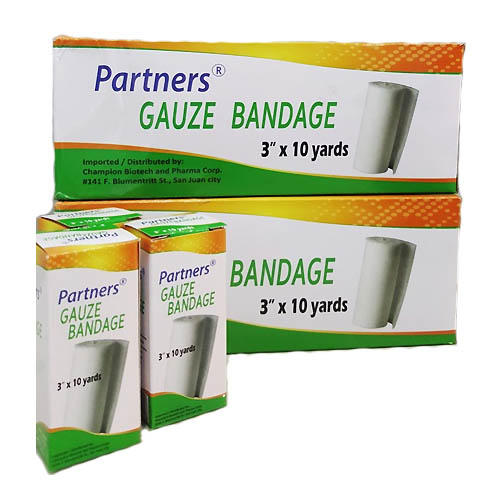 Partners®
GAUZE BANDAGE
3" x 10 yards
Imported / Distributed by:
Champion Biotech and Pharma Corp.
#141 F. Blumentritt St., San Juan city
BANDAGE
3" x 10 yards
Partners®
GAUZE
BANDAGE
3" x 10 yards
Partners®
GAUZE
BANDAGE
3" x 10 yards